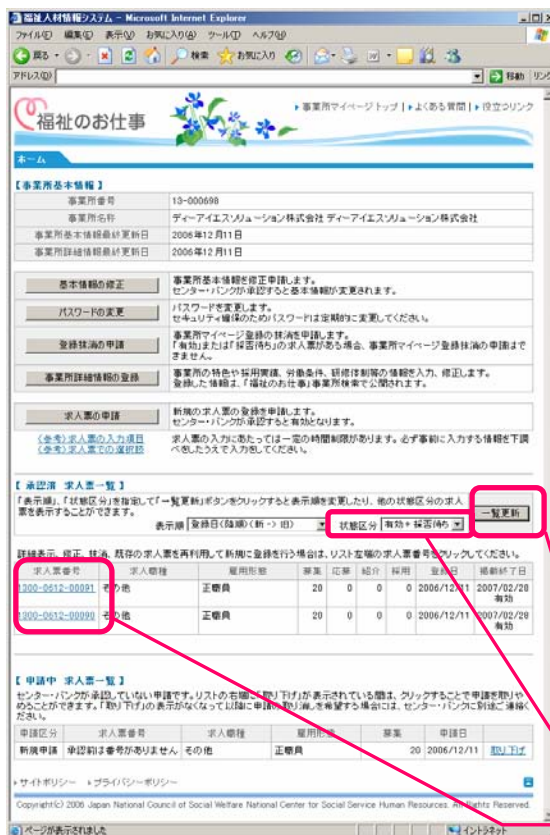 福祉人材情報システム - Microsoft Internet Explorer
ファイル(F) 編集(E) 表示(V) お気に入り(A) ツール(T) ヘルプ(H)
戻る 検索 お気に入り
アドレス(D) 移動 リンク
福祉のお仕事
事業所マイページトップ | よくある質問 | 役立つリンク
ホーム
【事業所基本情報】
事業所番号 13-000698
事業所名称 ディーアイエスソリューション株式会社 ディーアイエスソリューション株式会社
事業所基本情報最終更新日 2006年12月11日
事業所詳細情報最終更新日 2006年12月11日
基本情報の修正 事業所基本情報を修正申請します。
センター・バンクが承認すると基本情報が変更されます。
パスワードの変更 パスワードを変更します。
セキュリティ確保のためパスワードは定期的に変更してください。
登録抹消の申請 事業所マイページ登録の抹消を申請します。
「有効」または「採否待ち」の求人票がある場合、事業所マイページ登録抹消の申請はできません。
事業所詳細情報の登録 事業所の特色や採用実績、労働条件、研修体制等の情報を入力、修正します。
登録した情報は、「福祉のお仕事」事業所検索で公開されます。
求人票の申請 新規の求人票の登録を申請します。
センター・バンクが承認すると有効となります。
(参考)求人票の入力項目 求人票の入力にあたっては一定の時間制限があります。必ず事前に入力する情報を下調
(参考)求人票での選択肢 べをしたうえで入力をしてください。
【 承認済 求人票一覧 】
「表示順」、「状態区分」を指定して「一覧更新」ボタンをクリックすると表示順を変更したり、他の状態区分の求人
票を表示することができます。
一覧更新
表示順 登録日(降順)(新 -> 旧) 状態区分 有効+採否待ち
詳細表示、修正、抹消、既存の求人票を再利用して新規に登録を行う場合は、リスト左端の求人票番号をクリックしてください。
求人票番号 求人職種 雇用形態 募集 応募 紹介 採用 登録日 掲載終了日
1300-0612-00091 その他 正職員 20 0 0 0 2006/12/11 2007/02/28
有効
1300-0612-00090 その他 正職員 20 0 0 0 2006/12/11 2007/02/28
有効
【 申請中 求人票一覧 】
センター・バンクが承認していない申請です。リストの右端に「取り下げ」が表示されている間は、クリックすることで申請を取りや
めることができます。「取り下げ」の表示がなくなって以降に申請の取り消しを希望する場合には、センター・バンクに別途ご連絡く
ださい。
申請区分 求人票番号 求人職種 雇用形態 募集 申請日
新規申請 承認前は番号がありません その他 正職員 20 2006/12/11 取り下げ
サイトポリシー プライバシーポリシー
Copyright(c) 2006 Japan National Council of Social Welfare National Center for Social Service Human Resources. All Rights Reserved.
ページが表示されました イントラネット